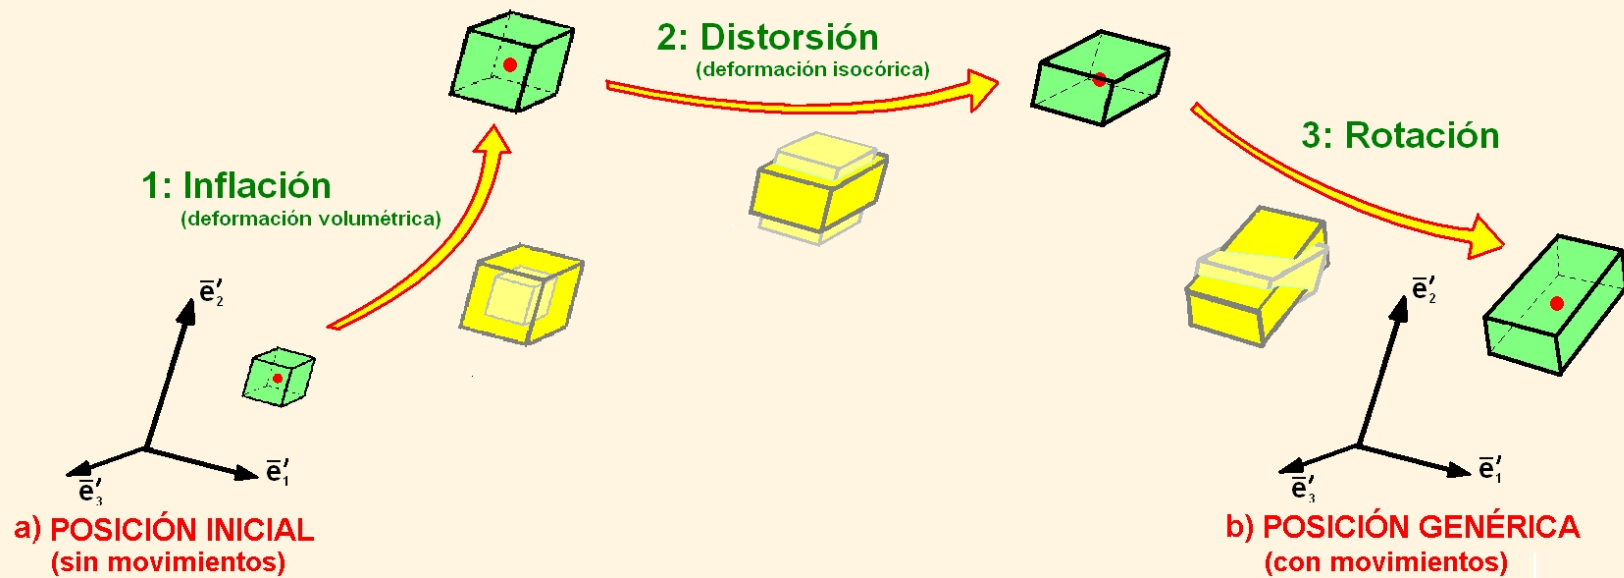 2: Distorsión
(deformación isocórica)
3: Rotación
1: Inflación
(deformación volumétrica)
ē′₂
ē′₁
ē′₃
a) POSICIÓN INICIAL
(sin movimientos)
ē′₂
ē′₁
ē′₃
b) POSICIÓN GENÉRICA
(con movimientos)